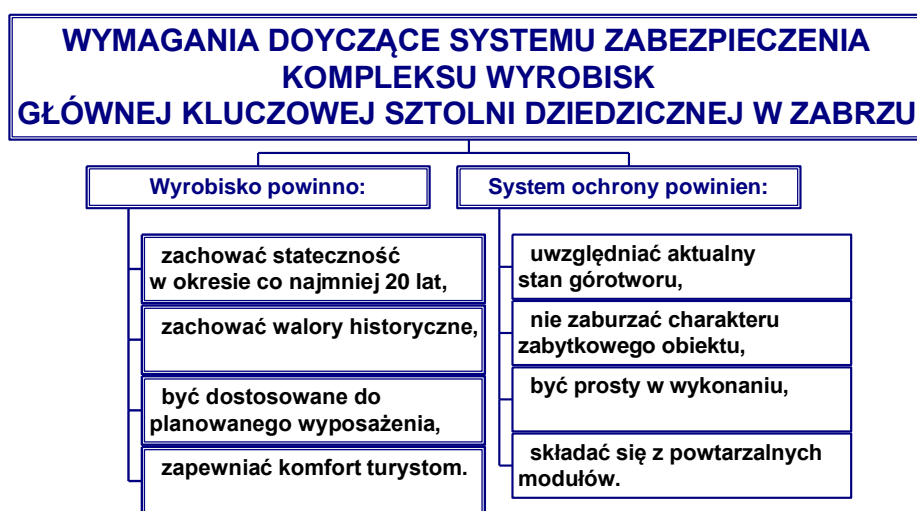 WYMAGANIA DOYCZĄCE SYSTEMU ZABEZPIECZENIA
KOMPLEKSU WYROBISK
GŁÓWNEJ KLUCZOWEJ SZTOLNI DZIEDZICZNEJ W ZABRZU
Wyrobisko powinno:
zachować stateczność
w okresie co najmniej 20 lat,
zachować walory historyczne,
być dostosowane do
planowanego wyposażenia,
zapewniać komfort turystom.
System ochrony powinien:
uwzględniać aktualny
stan górotworu,
nie zaburzać charakteru
zabytkowego obiektu,
być prosty w wykonaniu,
składać się z powtarzalnych
modułów.